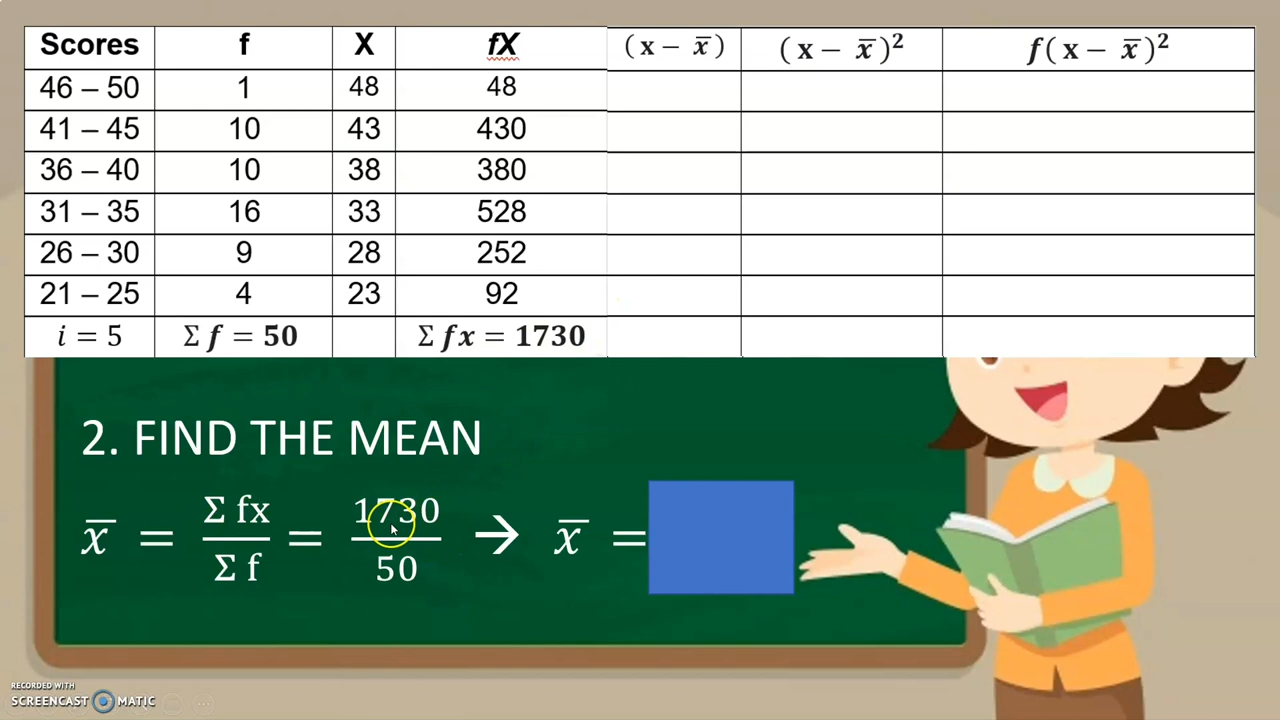 Scores f X fX (x − x̅) (x − x̅)² f(x − x̅)²
46 – 50 1 48 48
41 – 45 10 43 430
36 – 40 10 38 380
31 – 35 16 33 528
26 – 30 9 28 252
21 – 25 4 23 92
i = 5 Σ f = 50 Σ fx = 1730
2. FIND THE MEAN
x̅ = Σ fx / Σ f = 1730 / 50 → x̅ =
RECORDED WITH
SCREENCAST MATIC